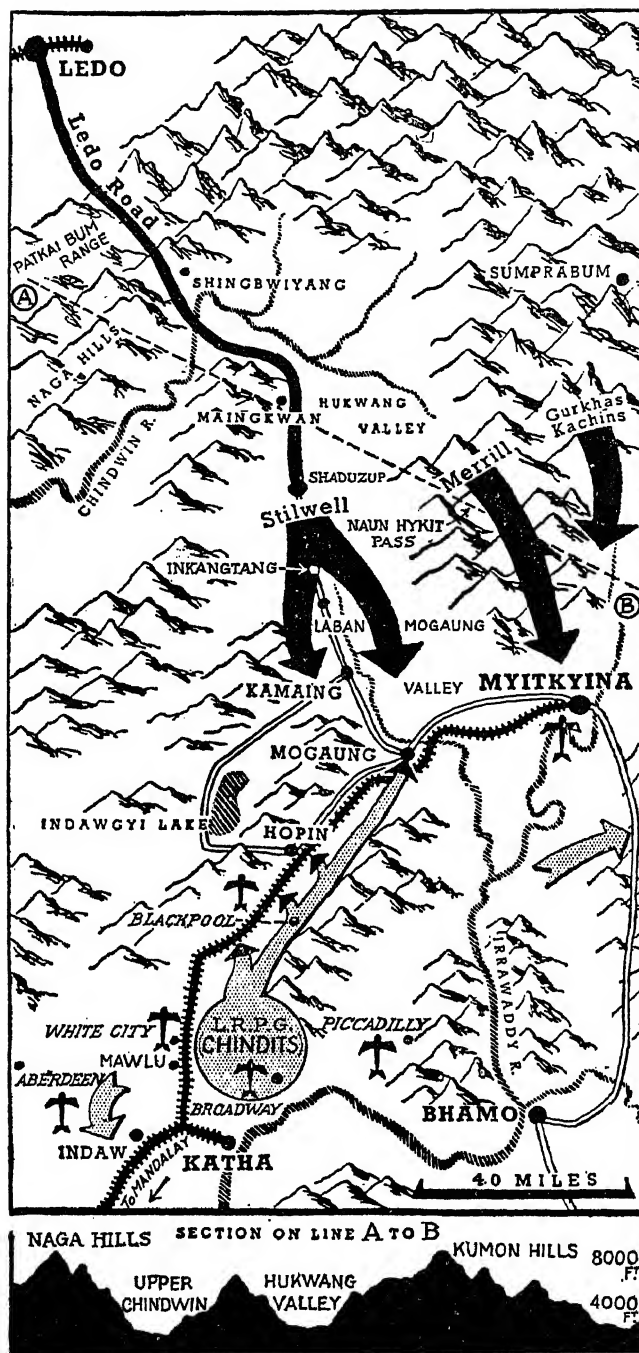 LEDO
Ledo Road
PATKAI BUM
RANGE
SHINGBWIYANG
SUMPRABUM
A
NAGA HILLS
CHINDWIN R.
MAINGKWAN
HUKWANG
VALLEY
Gurkhas
Kachins
SHADUZUP
Merrill
Stilwell
NAUN HYKIT
PASS
INKANGTANG
B
LABAN
MOGAUNG
KAMAING
VALLEY
MYITKYINA
MOGAUNG
INDAWGYI LAKE
HOPIN
BLACKPOOL
IRRAWADDY R.
L.R.P.G.
CHINDITS
PICCADILLY
WHITE CITY
MAWLU
ABERDEEN
BROADWAY
BHAMO
INDAW
KATHA
To MANDALAY
40 MILES
SECTION ON LINE A TO B
NAGA HILLS
KUMON HILLS
8000
FT.
UPPER
CHINDWIN
HUKWANG
VALLEY
4000
FT.